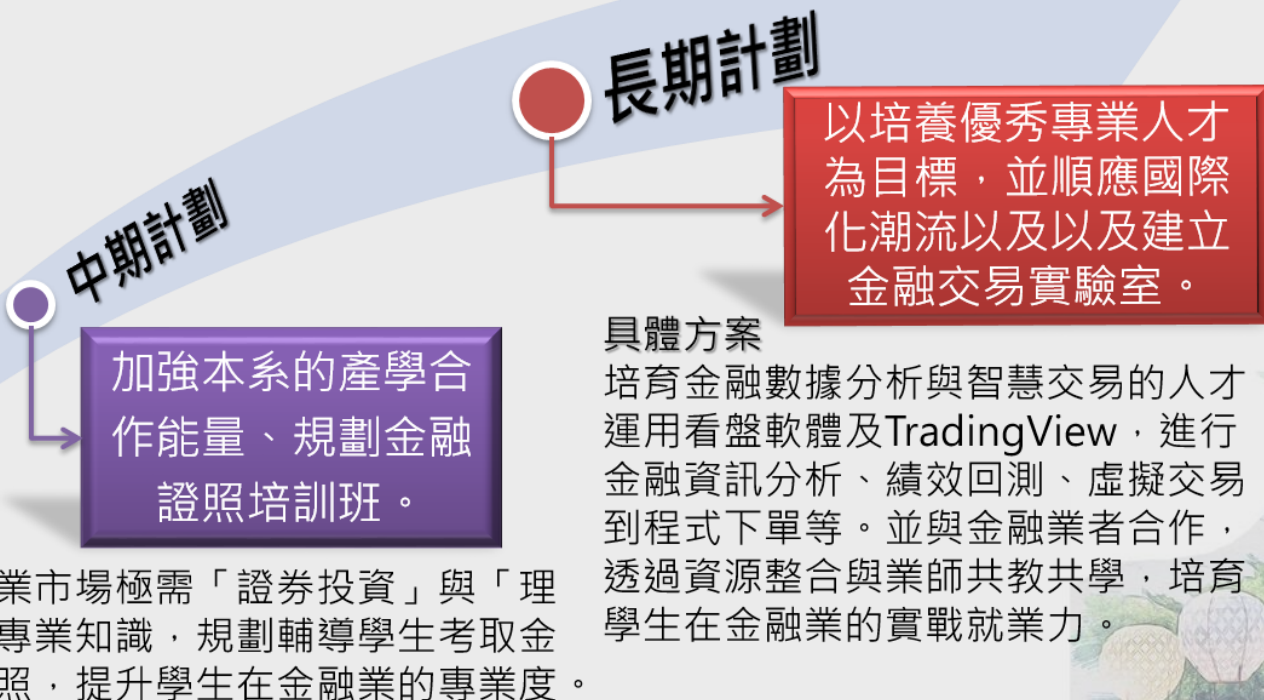 中期計劃
加強本系的產學合
作能量、規劃金融
證照培訓班。
業市場極需「證券投資」與「理
專業知識，規劃輔導學生考取金
照，提升學生在金融業的專業度。
長期計劃
以培養優秀專業人才
為目標，並順應國際
化潮流以及以及建立
金融交易實驗室。
具體方案
培育金融數據分析與智慧交易的人才
運用看盤軟體及TradingView，進行
金融資訊分析、績效回測、虛擬交易
到程式下單等。並與金融業者合作，
透過資源整合與業師共教共學，培育
學生在金融業的實戰就業力。